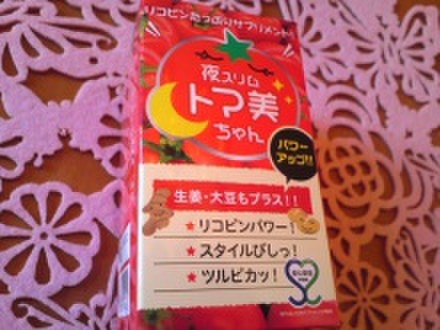 リコピンたっぷりサプリメント!
夜スリム
トマ美
ちゃん
パワー
アップ!!
生姜・大豆もプラス!!
★リコピンパワー!
★スタイルびしっ!
★ツルピカッ!